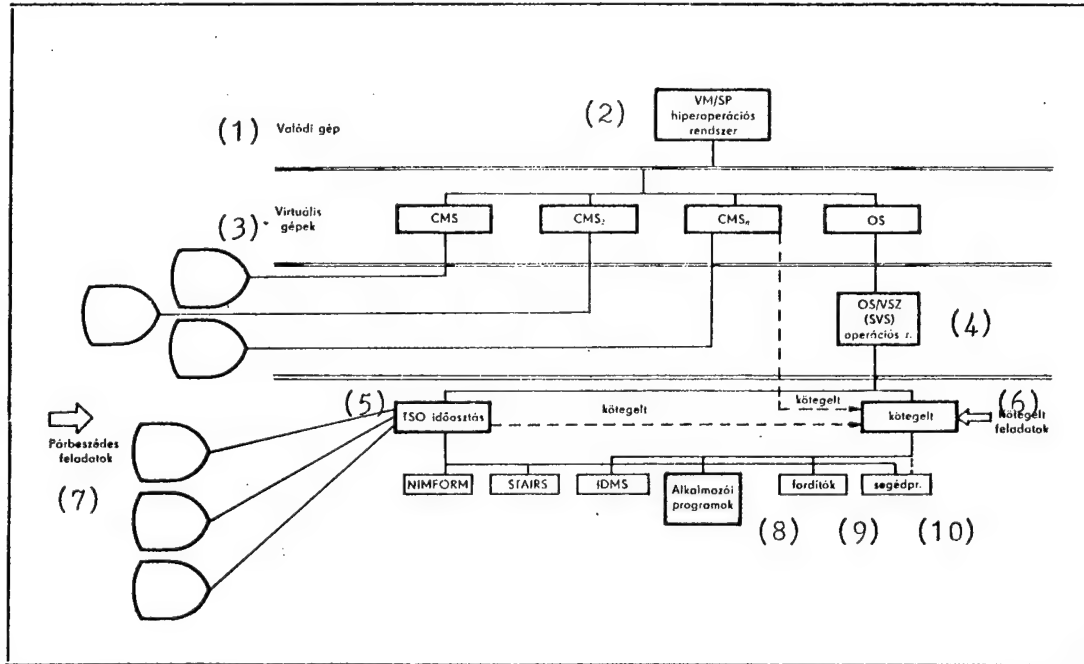 VM/SP
hiperoperációs
rendszer
(2)
(1)
Valódi gép
(3)
Virtuális
gépek
CMS
CMS₂
CMSₙ
OS
OS/VSZ
(SVS)
operációs r.
(4)
(5)
TSO időosztás
kötegelt
kötegelt
kötegelt
(6)
Kötegelt
feladatok
Párbeszédes
feladatok
(7)
NIMFORM
STAIRS
IDMS
Alkalmazói
programok
fordítók
segédpr.
(8)
(9)
(10)